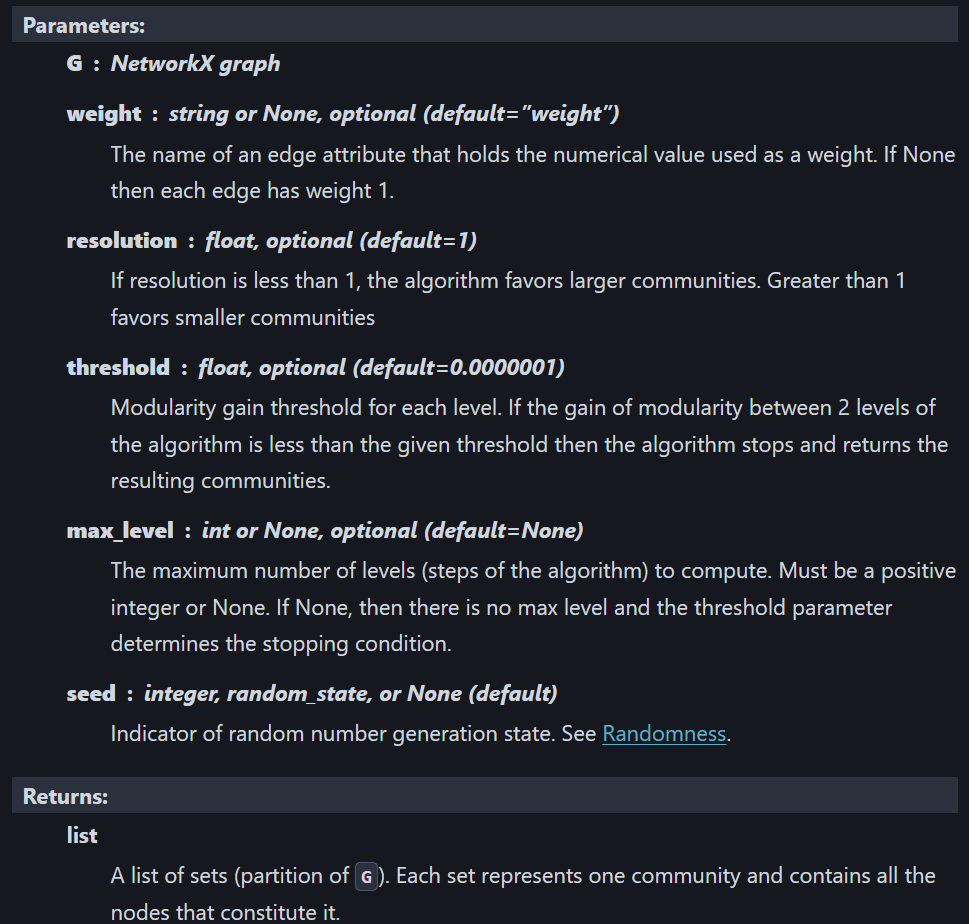 Parameters:
G : NetworkX graph
weight : string or None, optional (default=”weight”)
The name of an edge attribute that holds the numerical value used as a weight. If None
then each edge has weight 1.
resolution : float, optional (default=1)
If resolution is less than 1, the algorithm favors larger communities. Greater than 1
favors smaller communities
threshold : float, optional (default=0.0000001)
Modularity gain threshold for each level. If the gain of modularity between 2 levels of
the algorithm is less than the given threshold then the algorithm stops and returns the
resulting communities.
max_level : int or None, optional (default=None)
The maximum number of levels (steps of the algorithm) to compute. Must be a positive
integer or None. If None, then there is no max level and the threshold parameter
determines the stopping condition.
seed : integer, random_state, or None (default)
Indicator of random number generation state. See Randomness.
Returns:
list
A list of sets (partition of G). Each set represents one community and contains all the
nodes that constitute it.